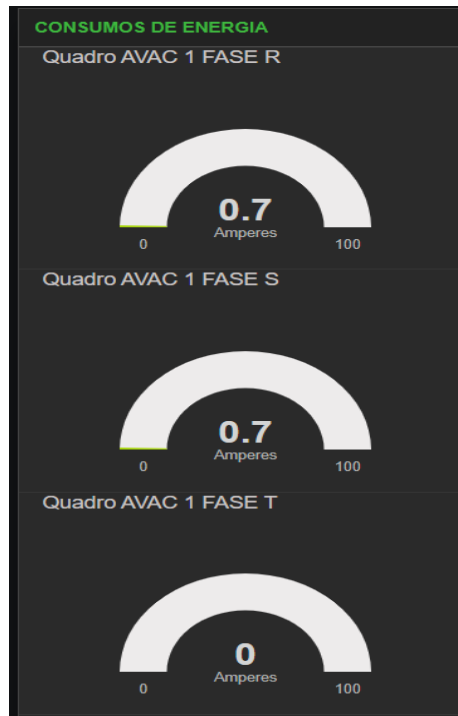 CONSUMOS DE ENERGIA
Quadro AVAC 1 FASE R
0.7
Amperes
0 100
Quadro AVAC 1 FASE S
0.7
Amperes
0 100
Quadro AVAC 1 FASE T
0
Amperes
0 100